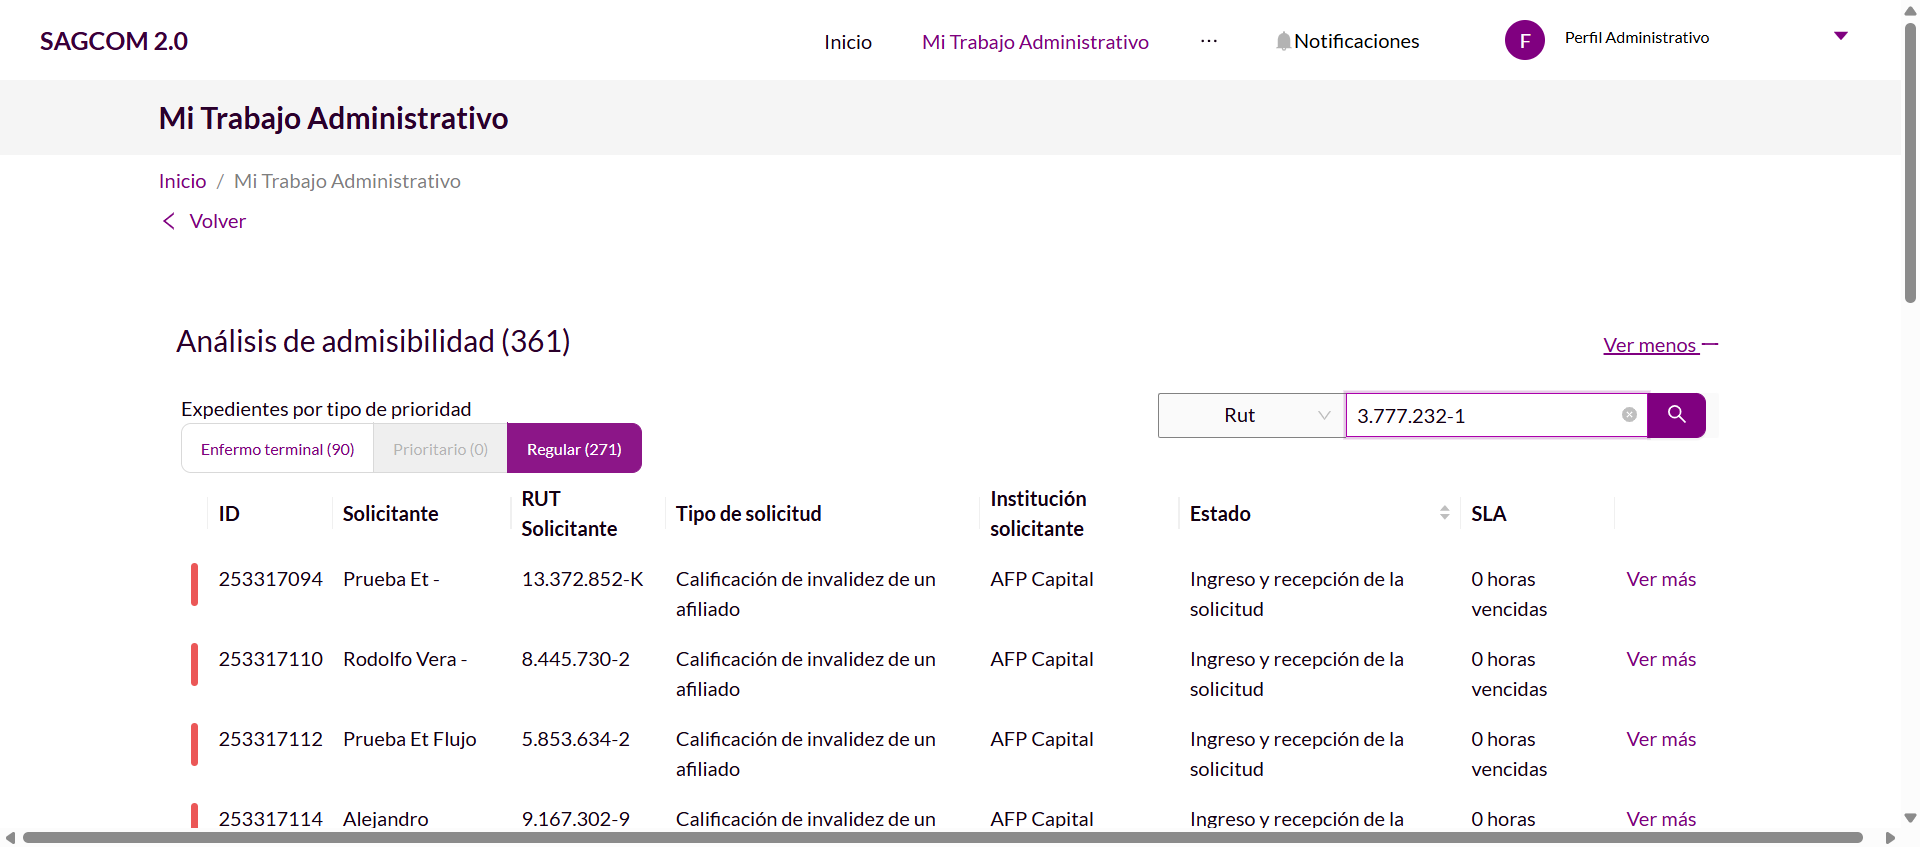 SAGCOM 2.0
Inicio
Mi Trabajo Administrativo
···
Notificaciones
F
Perfil Administrativo
Mi Trabajo Administrativo
Inicio / Mi Trabajo Administrativo
< Volver
Análisis de admisibilidad (361)
Ver menos —
Expedientes por tipo de prioridad
Rut
3.777.232-1
Enfermo terminal (90)
Prioritario (0)
Regular (271)
ID
Solicitante
RUT
Solicitante
Tipo de solicitud
Institución
solicitante
Estado
SLA
253317094 Prueba Et - 13.372.852-K Calificación de invalidez de un AFP Capital Ingreso y recepción de la 0 horas Ver más
afiliado solicitud vencidas
253317110 Rodolfo Vera - 8.445.730-2 Calificación de invalidez de un AFP Capital Ingreso y recepción de la 0 horas Ver más
afiliado solicitud vencidas
253317112 Prueba Et Flujo 5.853.634-2 Calificación de invalidez de un AFP Capital Ingreso y recepción de la 0 horas Ver más
afiliado solicitud vencidas
253317114 Alejandro 9.167.302-9 Calificación de invalidez de un AFP Capital Ingreso y recepción de la 0 horas Ver más